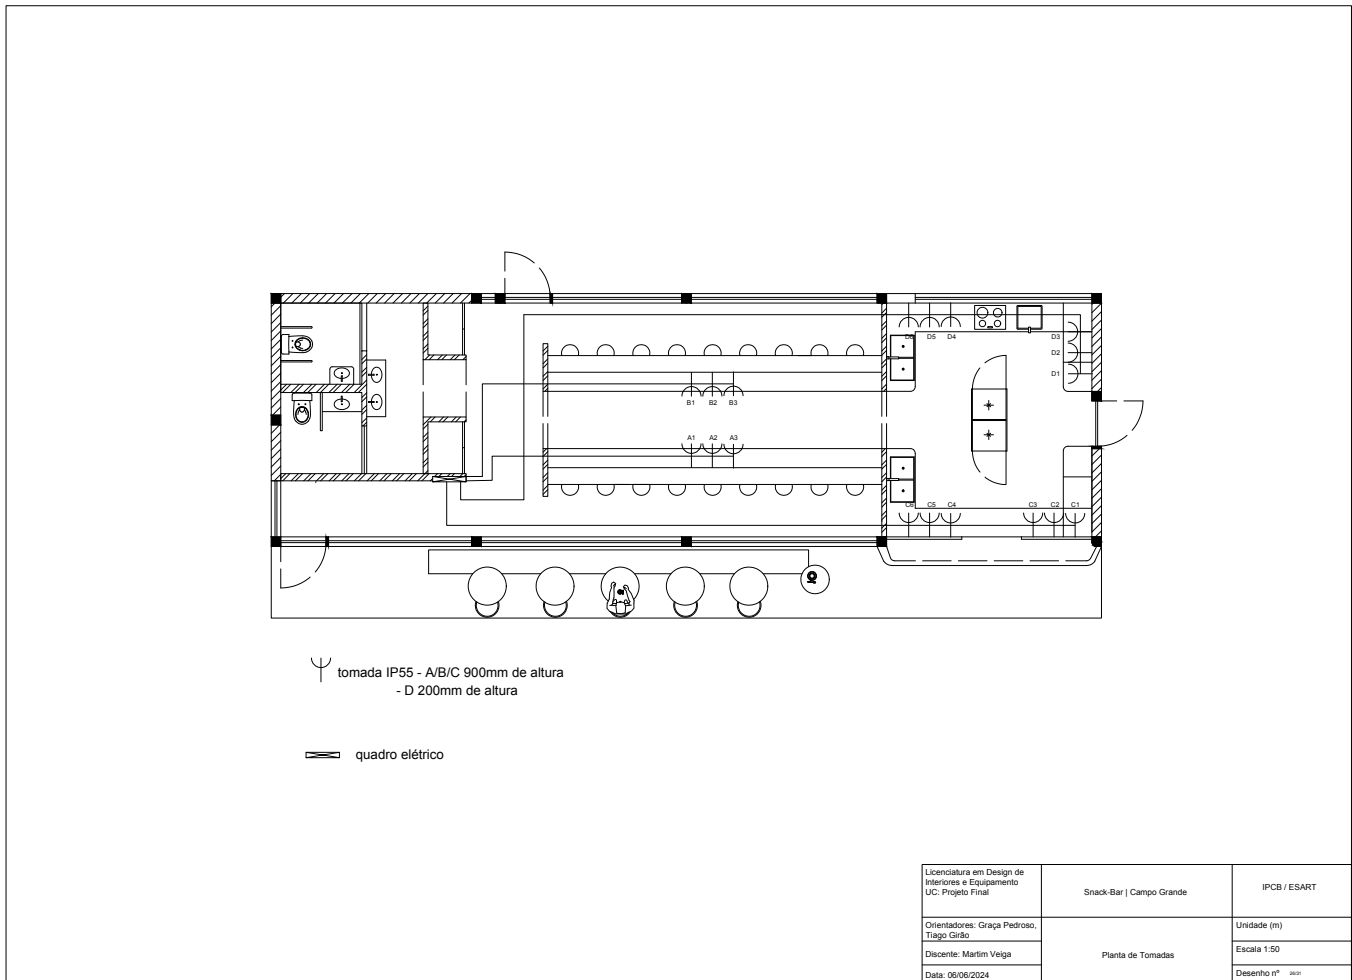 D6 D5 D4 D3
D2
D1
B1 B2 B3
A1 A2 A3
C6 C5 C4 C3 C2 C1
tomada IP55 - A/B/C 900mm de altura
- D 200mm de altura
quadro elétrico
Licenciatura em Design de
Interiores e Equipamento
UC: Projeto Final
Snack-Bar | Campo Grande
IPCB / ESART
Orientadores: Graça Pedroso,
Tiago Girão
Unidade (m)
Discente: Martim Veiga
Planta de Tomadas
Escala 1:50
Data: 06/06/2024
Desenho nº